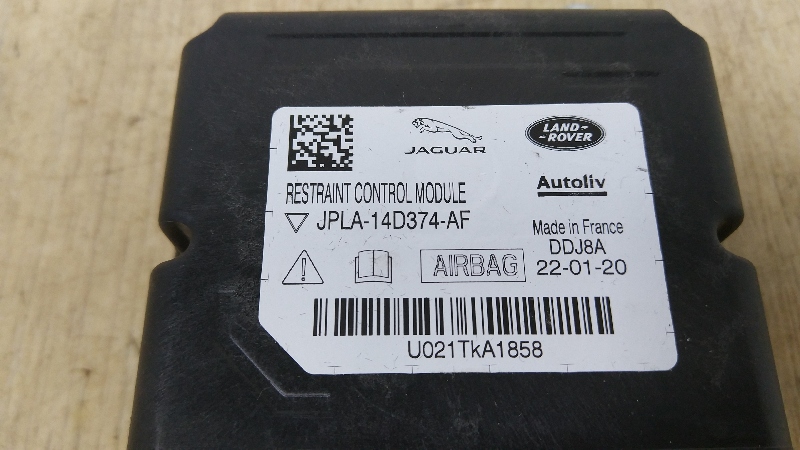 JAGUAR
LAND-
-ROVER
RESTRAINT CONTROL MODULE
Autoliv
JPLA-14D374-AF
Made in France
DDJ8A
AIRBAG
22-01-20
U021TkA1858